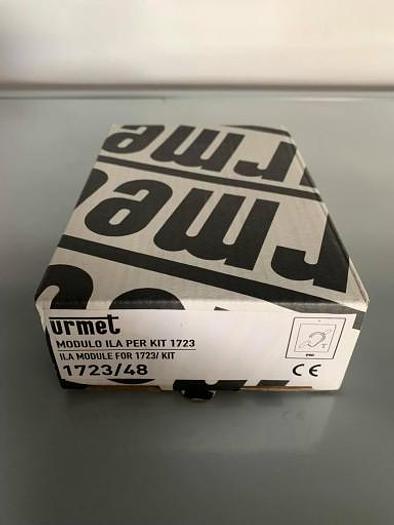 urmet
MODULO ILA PER KIT 1723
ILA MODULE FOR 1723/ KIT
1723/48
T
CE